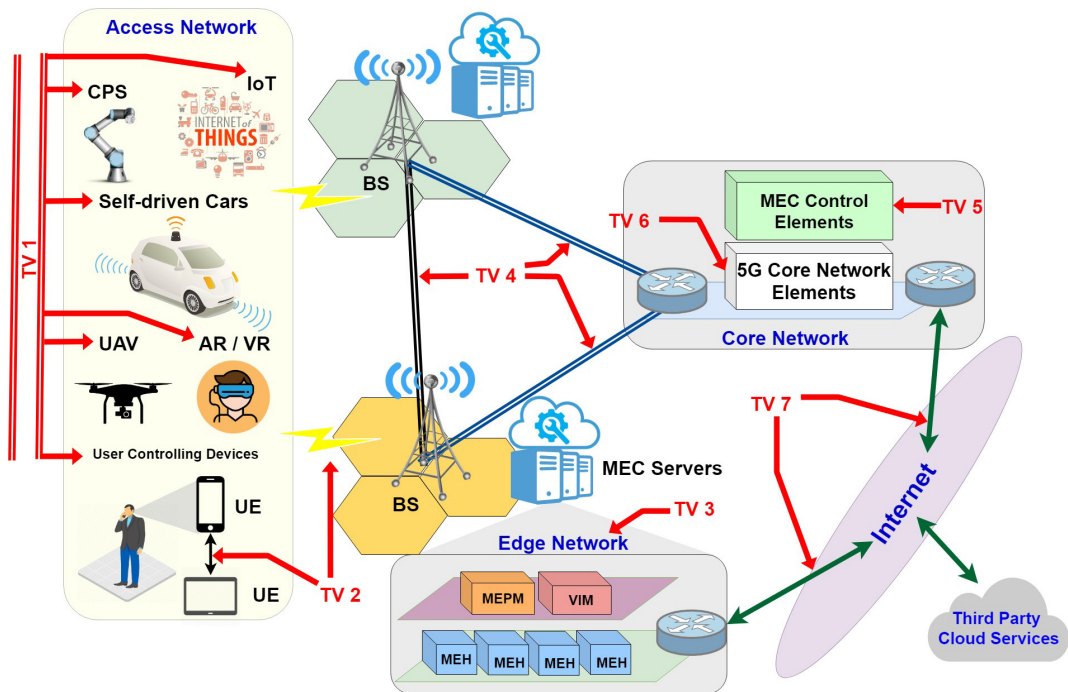 Access Network
IoT
CPS
INTERNET of
THINGS
TV 1
Self-driven Cars
UAV
AR / VR
User Controlling Devices
UE
UE
TV 2
BS
BS
TV 4
MEC Servers
TV 3
Edge Network
MEPM
VIM
MEH
MEH
MEH
MEH
TV 6
MEC Control
Elements
TV 5
5G Core Network
Elements
Core Network
TV 7
Internet
Third Party
Cloud Services